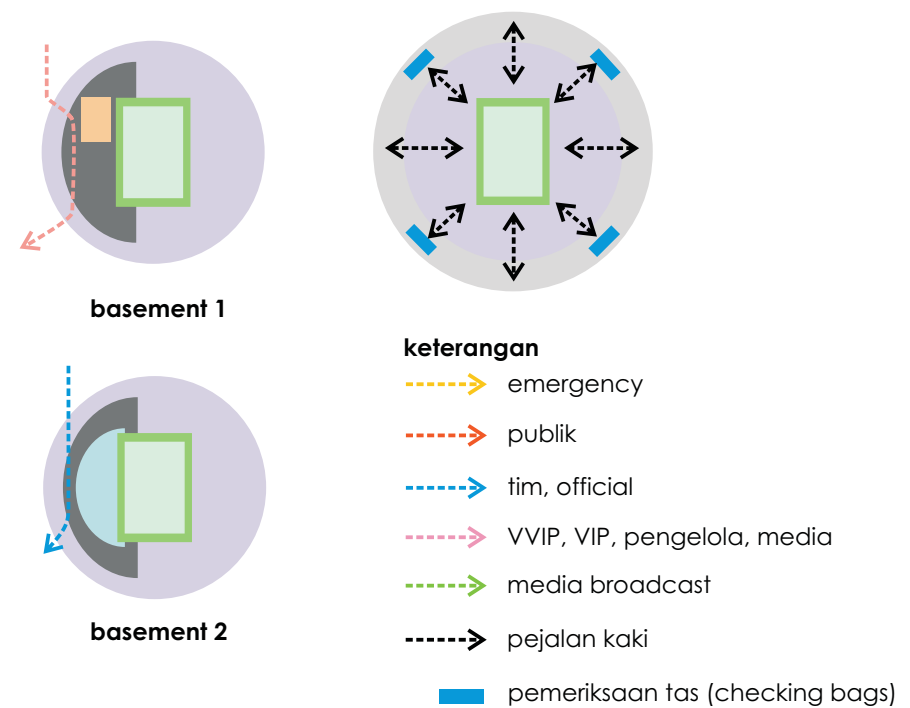 basement 1
basement 2
keterangan
emergency
publik
tim, official
VVIP, VIP, pengelola, media
media broadcast
pejalan kaki
pemeriksaan tas (checking bags)